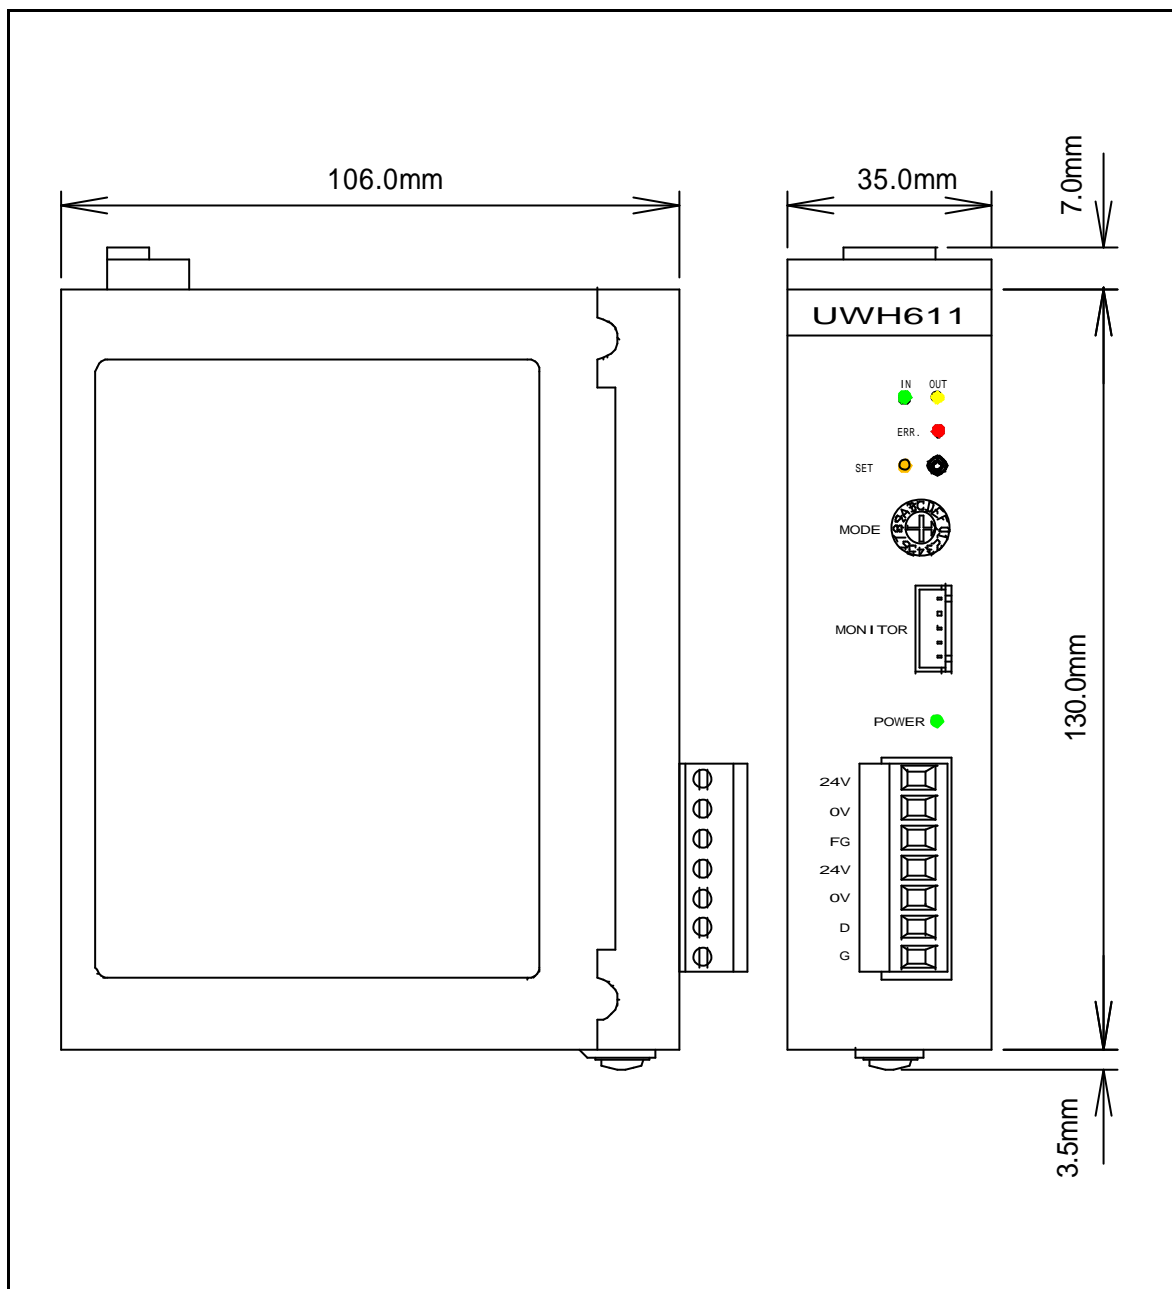 106.0mm
35.0mm
7.0mm
UWH611
IN OUT
ERR.
SET
MODE
MONITOR
130.0mm
POWER
24V
0V
FG
24V
0V
D
G
3.5mm